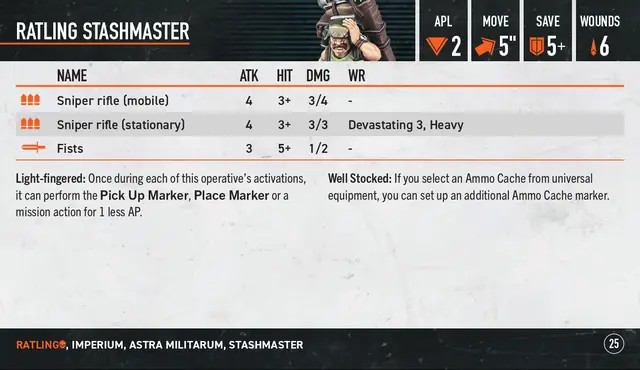 RATLING STASHMASTER
APL
2
MOVE
5"
SAVE
5+
WOUNDS
6
NAME ATK HIT DMG WR
Sniper rifle (mobile) 4 3+ 3/4 -
Sniper rifle (stationary) 4 3+ 3/3 Devastating 3, Heavy
Fists 3 5+ 1/2 -
Light-fingered: Once during each of this operative's activations,
it can perform the Pick Up Marker, Place Marker or a
mission action for 1 less AP.
Well Stocked: If you select an Ammo Cache from universal
equipment, you can set up an additional Ammo Cache marker.
RATLING, IMPERIUM, ASTRA MILITARUM, STASHMASTER
25